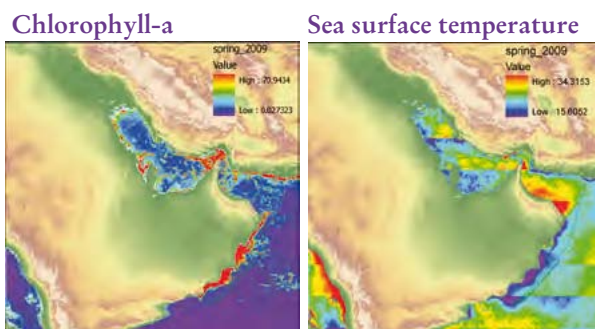 Chlorophyll-a
spring_2009
Value
High : 70.9434
Low : 0.027323
Sea surface temperature
spring_2009
Value
High : 34.3153
Low : 15.6052